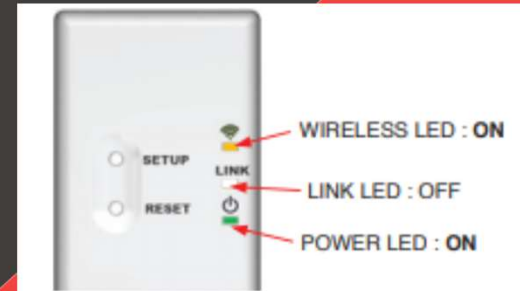 WIRELESS LED : ON
SETUP
LINK
LINK LED : OFF
RESET
POWER LED : ON